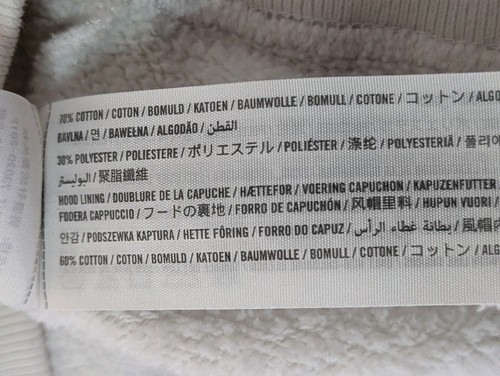 70% COTTON / COTON / BOMULD / KATOEN / BAUMWOLLE / BOMULL / COTONE / コットン / ALGO
BAVLNA / 면 / BAWEŁNA / ALGODÃO / القطن
30% POLYESTER / POLIESTERE / ポリエステル / POLIÉSTER / 涤纶 / POLYESTERIÄ / 폴리
البوليستر / 聚脂纖維
HOOD LINING / DOUBLURE DE LA CAPUCHE / HÆTTEFOR / VOERING CAPUCHON / KAPUZENFUTTER
FODERA CAPPUCCIO / フードの裏地 / FORRO DE CAPUCHÓN / 风帽里料 / HUPUN VUORI /
안감 / PODSZEWKA KAPTURA / HETTE FÔRING / FORRO DO CAPUZ / بطانة غطاء الرأس / 風帽
60% COTTON / COTON / BOMULD / KATOEN / BAUMWOLLE / BOMULL / COTONE / コットン / ALG